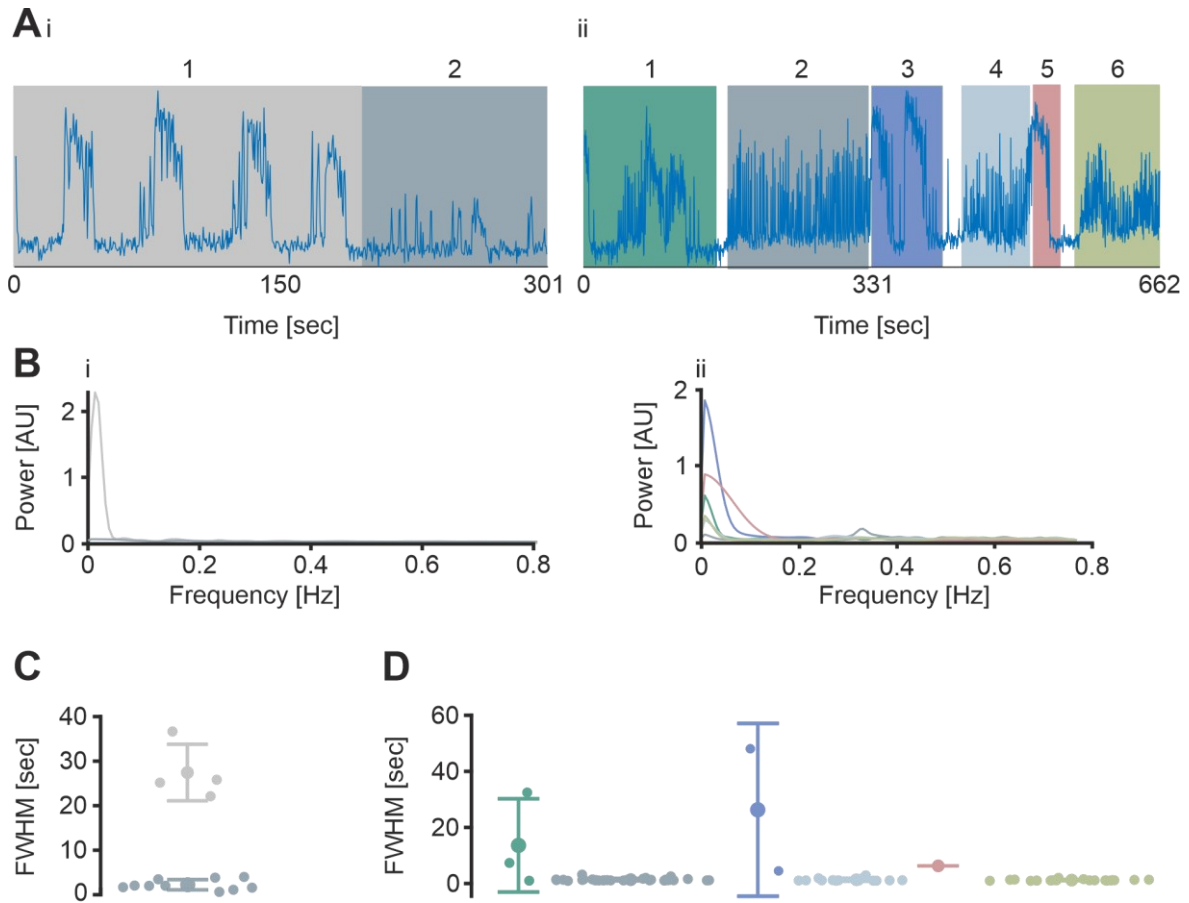 A i ii
1 2 1 2 3 4 5 6
0 150 301 0 331 662
Time [sec] Time [sec]
B i ii
2
1
0
Power [AU]
0 0.2 0.4 0.6 0.8
Frequency [Hz]
2
1
0
Power [AU]
0 0.2 0.4 0.6 0.8
Frequency [Hz]
C D
40
30
20
10
0
FWHM [sec]
60
40
20
0
FWHM [sec]